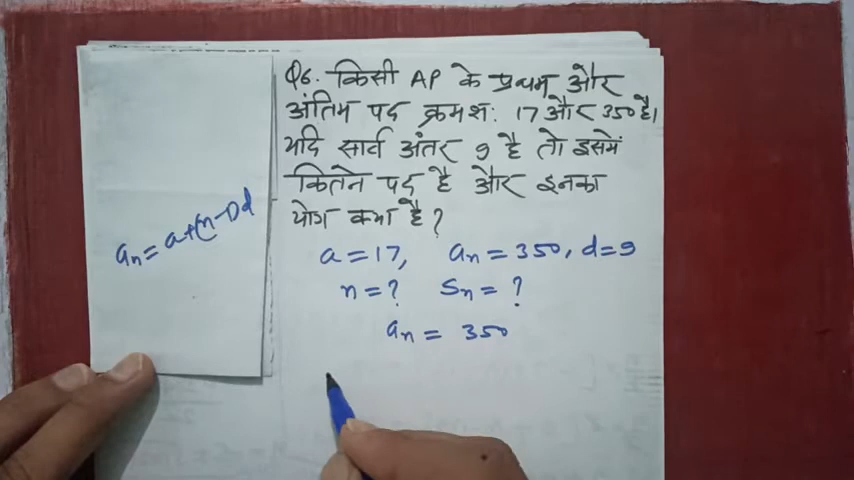 Q6. किसी AP के प्रथम और
अंतिम पद क्रमश: 17 और 350 है।
यदि सार्व अंतर 9 है तो इसमें
कितने पद है और इनका
योग क्या है?
a = 17, aₙ = 350, d = 9
n = ? Sₙ = ?
aₙ = 350
aₙ = a+(n-1)d